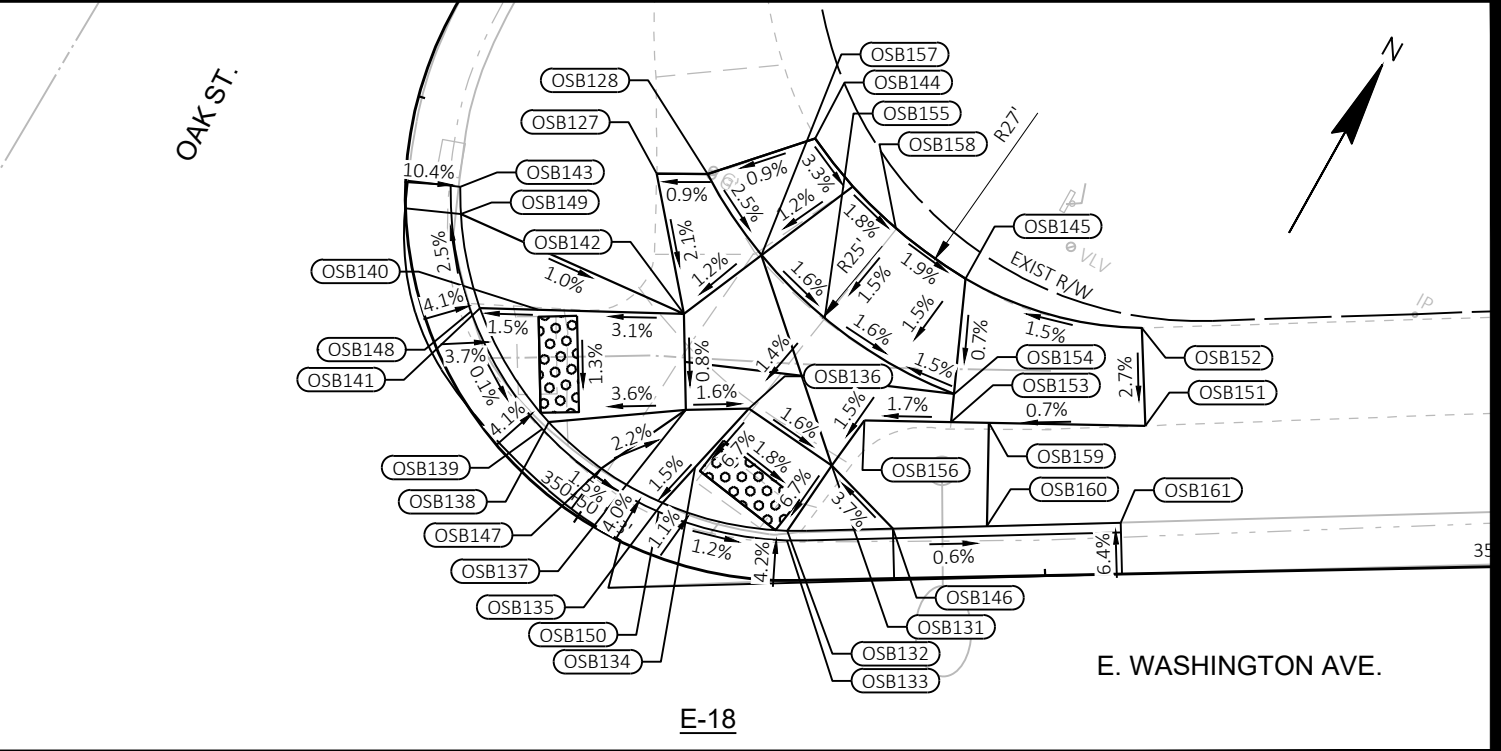 OAK ST.
N
OSB157
OSB144
OSB155
OSB158
OSB128
OSB127
R27'
10.4%
OSB143
OSB149
OSB142
OSB140
OSB148
OSB141
OSB139
OSB138
OSB147
OSB137
OSB135
OSB150
OSB134
0.9%
0.9%
3.3%
2.5%
1.2%
1.8%
2.1%
1.2%
R25'
1.6%
1.5%
1.9%
1.5%
1.6%
OSB145
EXIST R/W
VLV
IP
2.5%
1.0%
4.1%
1.5%
3.1%
3.7%
0.1%
1.3%
3.6%
0.8%
1.6%
1.4%
OSB136
1.5%
0.7%
1.5%
OSB154
OSB153
2.7%
OSB152
OSB151
1.7%
0.7%
1.5%
1.6%
4.1%
2.2%
6.7%
1.8%
6.7%
OSB156
OSB159
OSB160
OSB161
1.5%
350+50
4.0%
1.5%
1.1%
1.2%
4.2%
3.7%
0.6%
6.4%
35
OSB146
OSB131
OSB132
OSB133
E. WASHINGTON AVE.
E-18